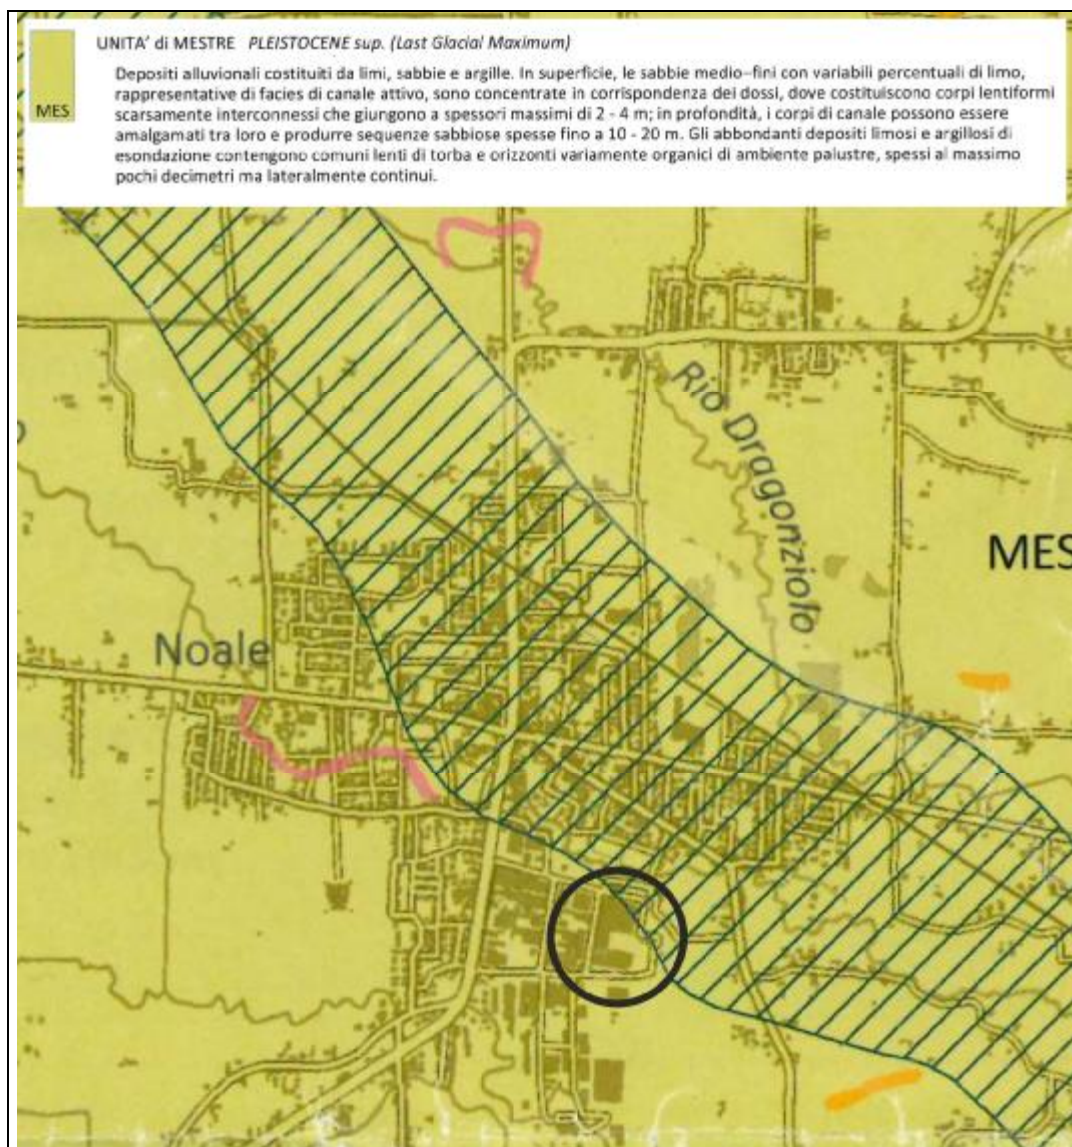 UNITA' di MESTRE PLEISTOCENE sup. (Last Glacial Maximum)
Depositi alluvionali costituiti da limi, sabbie e argille. In superficie, le sabbie medio–fini con variabili percentuali di limo,
rappresentative di facies di canale attivo, sono concentrate in corrispondenza dei dossi, dove costituiscono corpi lentiformi
scarsamente interconnessi che giungono a spessori massimi di 2 - 4 m; in profondità, i corpi di canale possono essere
amalgamati tra loro e produrre sequenze sabbiose spesse fino a 10 - 20 m. Gli abbondanti depositi limosi e argillosi di
esondazione contengono comuni lenti di torba e orizzonti variamente organici di ambiente palustre, spessi al massimo
pochi decimetri ma lateralmente continui.
MES
Rio Dragonziolo
MES
Noale